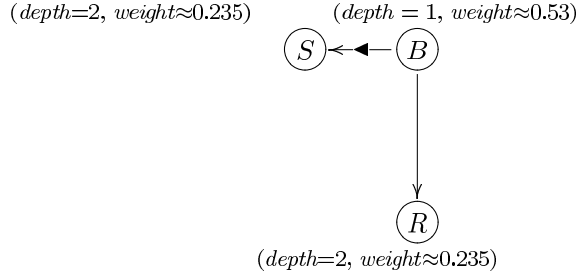 (depth=2, weight≈0.235) (depth = 1, weight≈0.53)
S B
R
(depth=2, weight≈0.235)